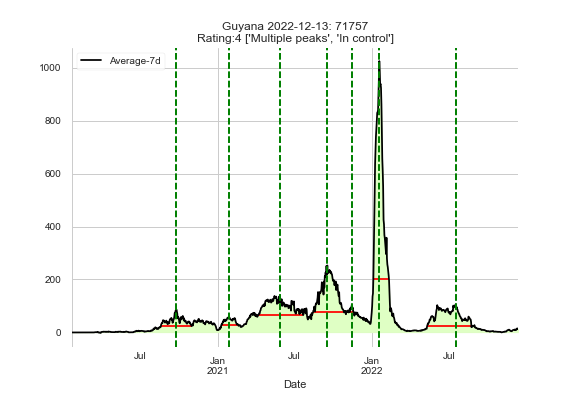 Guyana 2022-12-13: 71757
Rating:4 ['Multiple peaks', 'In control']
Average-7d
1000
800
600
400
200
0
Jul
Jan
2021
Jul
Jan
2022
Jul
Date